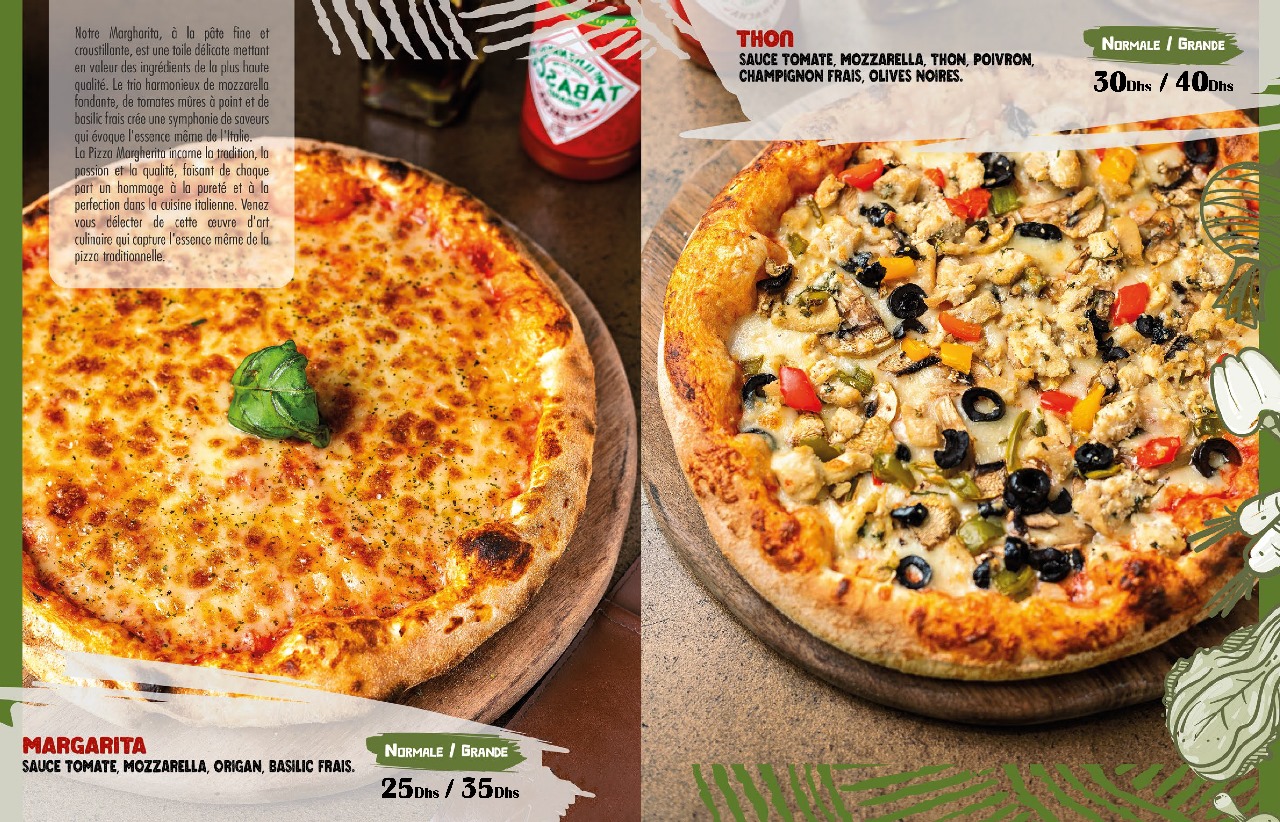 Notre Margharita, à la pâte fine et
croustillante, est une toile délicate mettant
en valeur des ingrédients de la plus haute
qualité. Le trio harmonieux de mozzarella
fondante, de tomates mûres à point et de
basilic frais crée une symphonie de saveurs
qui évoque l'essence même de l'Italie.
La Pizza Margherita incarne la tradition, la
passion et la qualité, faisant de chaque
part un hommage à la pureté et à la
perfection dans la cuisine italienne. Venez
vous délecter de cette œuvre d'art
culinaire qui capture l'essence même de la
pizza traditionnelle.
TABASCO
MARGARITA
SAUCE TOMATE, MOZZARELLA, ORIGAN, BASILIC FRAIS.
NORMALE / GRANDE
25Dhs / 35Dhs
THON
SAUCE TOMATE, MOZZARELLA, THON, POIVRON,
CHAMPIGNON FRAIS, OLIVES NOIRES.
NORMALE / GRANDE
30Dhs / 40Dhs